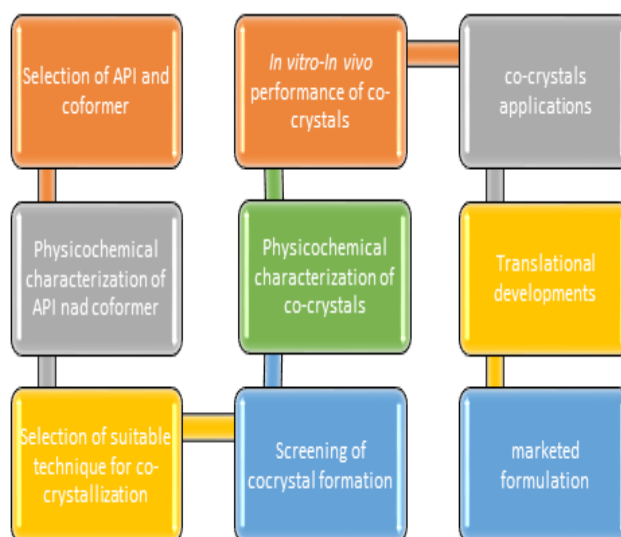 Selection of API and
coformer
Physicochemical
characterization of
API nad coformer
Selection of suitable
technique for co-
crystallization
Screening of
cocrystal formation
Physicochemical
characterization of
co-crystals
In vitro-In vivo
performance of co-
crystals
co-crystals
applications
Translational
developments
marketed
formulation